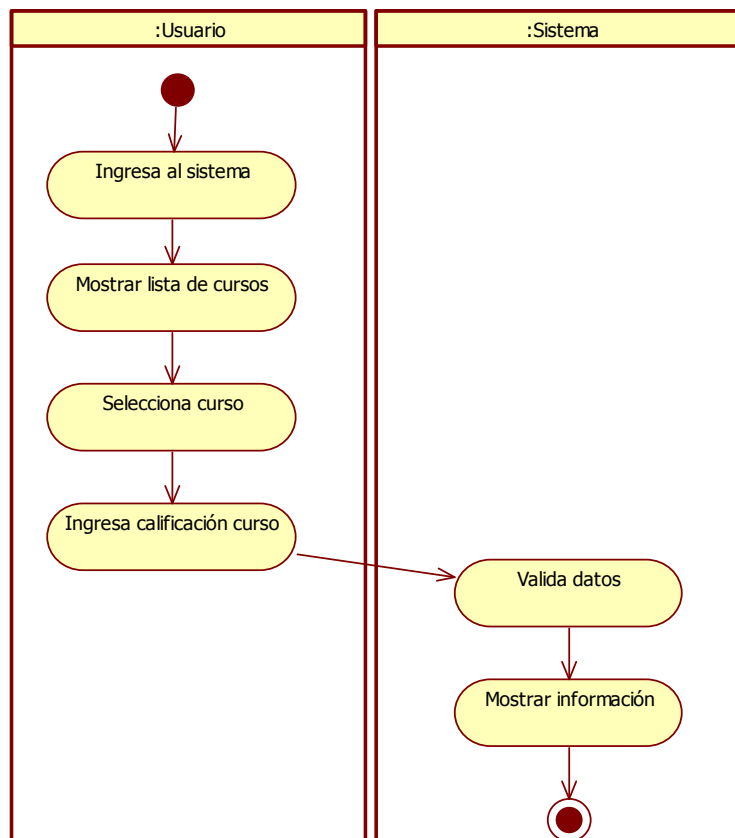 :Usuario
:Sistema
Ingresa al sistema
Mostrar lista de cursos
Selecciona curso
Ingresa calificación curso
Valida datos
Mostrar información